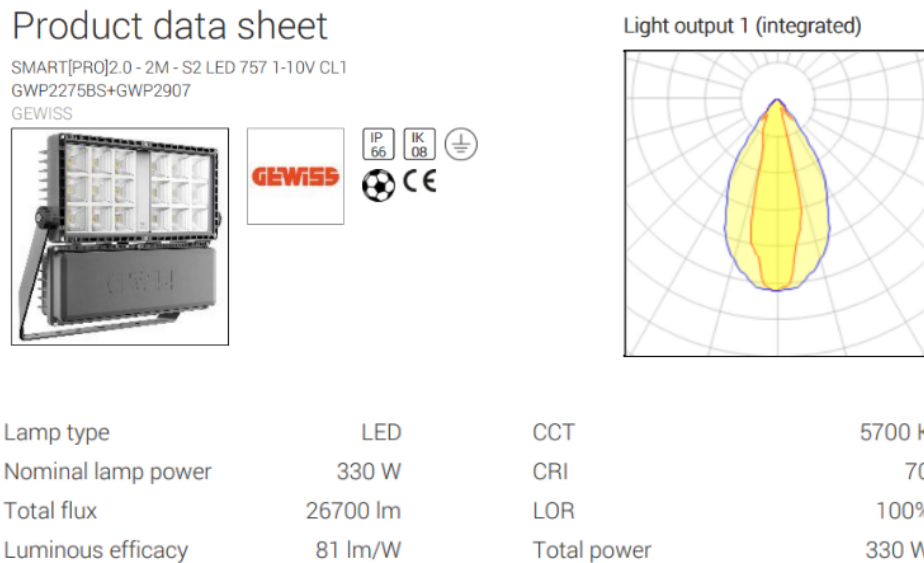 Product data sheet
SMART[PRO]2.0 - 2M - S2 LED 757 1-10V CL1
GWP2275BS+GWP2907
GEWISS
GEWISS
IP
66
IK
08
CE
Light output 1 (integrated)
Lamp type LED
Nominal lamp power 330 W
Total flux 26700 lm
Luminous efficacy 81 lm/W
CCT 5700 K
CRI 70
LOR 100%
Total power 330 W